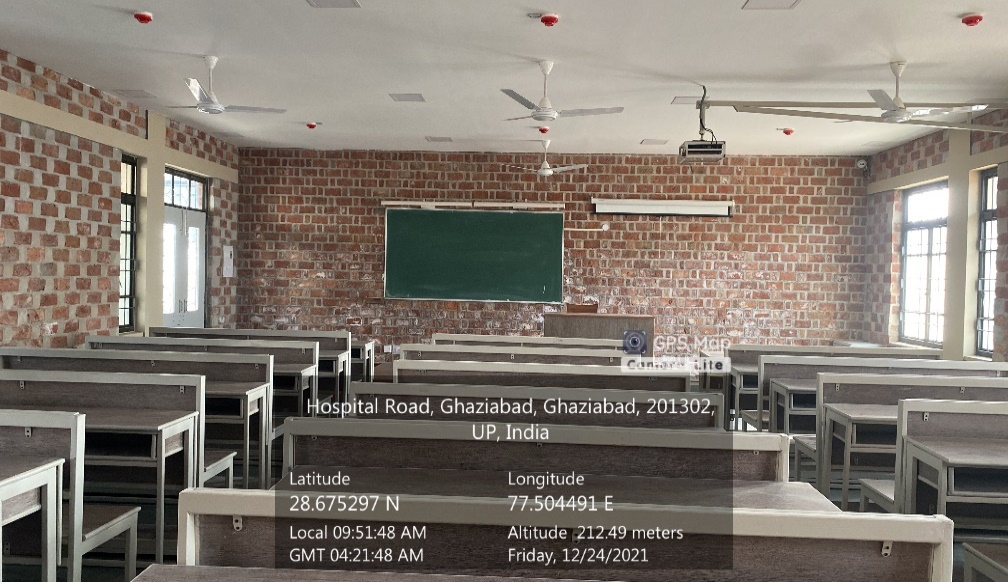 GPS Map
Camera Lite
Hospital Road, Ghaziabad, Ghaziabad, 201302,
UP, India
Latitude
28.675297 N
Longitude
77.504491 E
Local 09:51:48 AM
GMT 04:21:48 AM
Altitude 212.49 meters
Friday, 12/24/2021